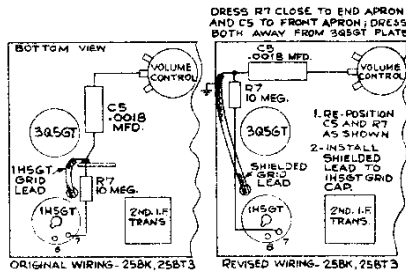 DRESS R7 CLOSE TO END APRON
AND C5 TO FRONT APRON; DRESS
BOTH AWAY FROM 3Q5GT PLATE
BOTTOM VIEW
VOLUME
CONTROL
C5
.0018
MFD.
3Q5GT
1H5GT
GRID
LEAD
R7
10 MEG.
1H5GT
8
7
2ND. I.F.
TRANS.
ORIGINAL WIRING-25BK, 25BT3
C5
.0018 MFD.
VOLUME
CONTROL
R7
10 MEG.
3Q5GT
1-RE-POSITION
C5 AND R7
AS SHOWN
2-INSTALL
SHIELDED
LEAD TO
1H5GT GRID
CAP.
SHIELDED
GRID
LEAD
1H5GT
8
7
2ND. I.F.
TRANS.
REVISED WIRING-25BK, 25BT3